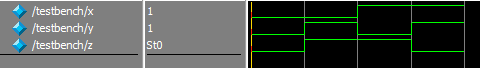 /testbench/x 1
/testbench/y 1
/testbench/z St0